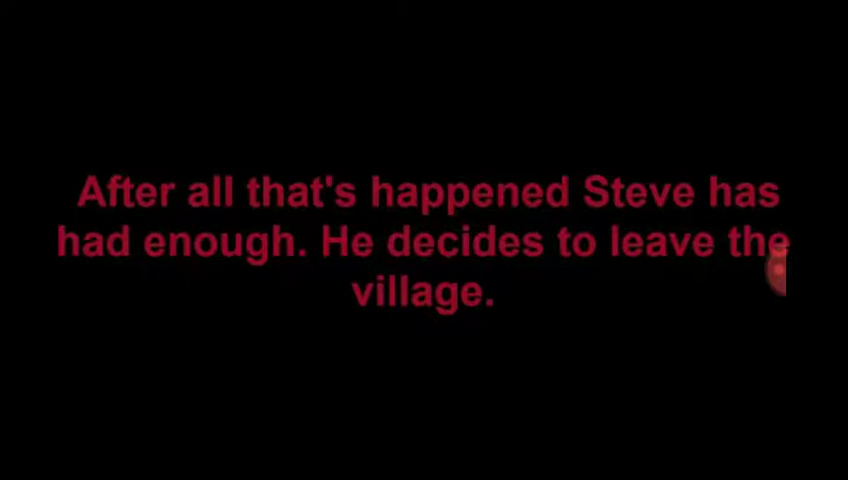 After all that's happened Steve has
had enough. He decides to leave the
village.